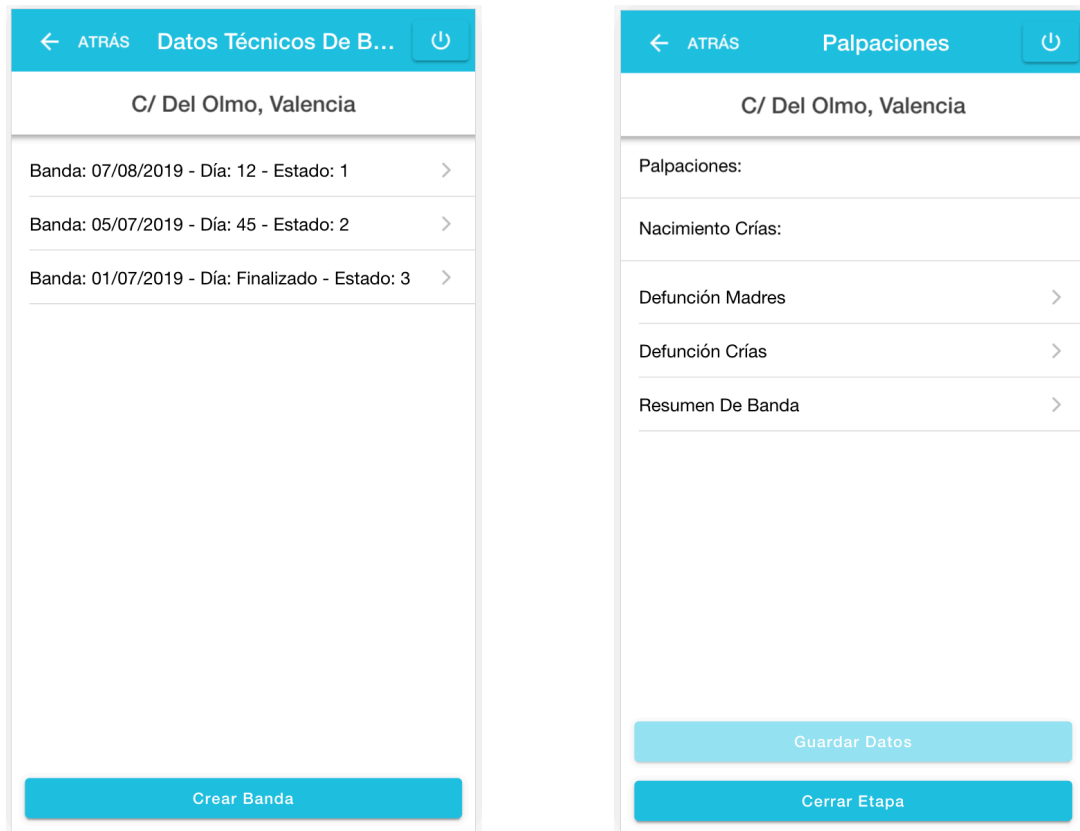 ATRÁS Datos Técnicos De B...
C/ Del Olmo, Valencia
Banda: 07/08/2019 - Día: 12 - Estado: 1
Banda: 05/07/2019 - Día: 45 - Estado: 2
Banda: 01/07/2019 - Día: Finalizado - Estado: 3
Crear Banda
ATRÁS Palpaciones
C/ Del Olmo, Valencia
Palpaciones:
Nacimiento Crías:
Defunción Madres
Defunción Crías
Resumen De Banda
Guardar Datos
Cerrar Etapa